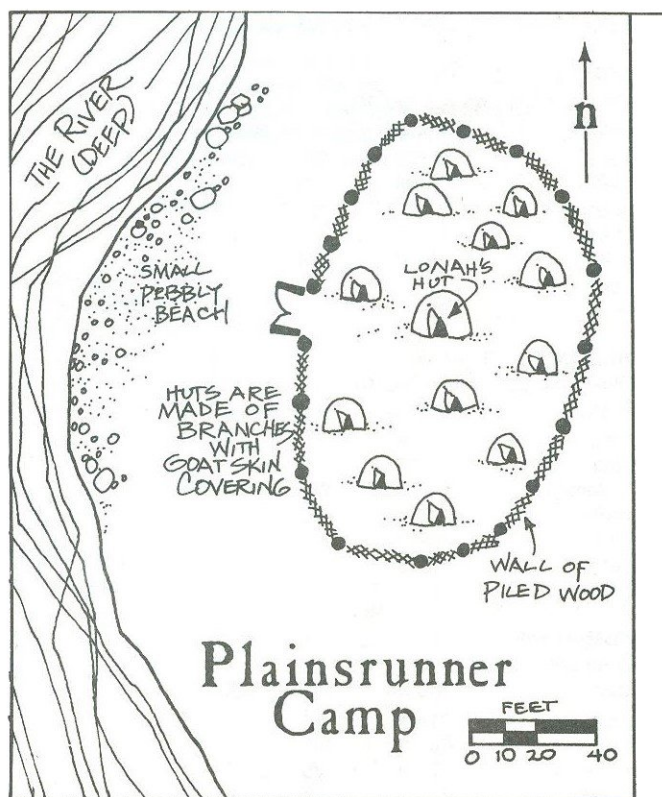 THE RIVER
(DEEP)
n
SMALL
PEBBLY
BEACH
LONAH'S
HUT
HUTS ARE
MADE OF
BRANCHES
WITH
GOAT SKIN
COVERING
WALL OF
PILED WOOD
Plainsrunner
Camp
FEET
0 10 20 40